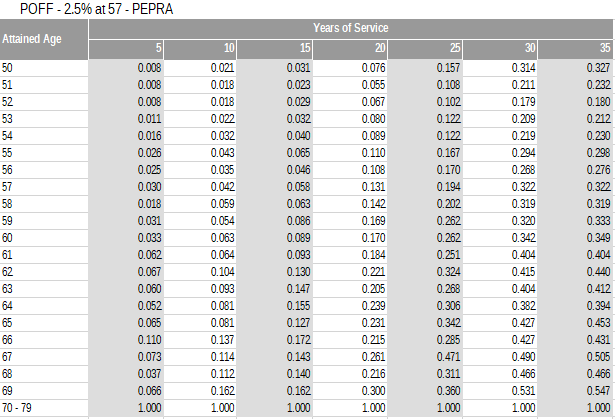 POFF - 2.5% at 57 - PEPRA
Attained Age Years of Service
5 10 15 20 25 30 35
50 0.008 0.021 0.031 0.076 0.157 0.314 0.327
51 0.008 0.018 0.023 0.055 0.108 0.211 0.232
52 0.008 0.018 0.029 0.067 0.102 0.179 0.180
53 0.011 0.022 0.032 0.080 0.122 0.209 0.212
54 0.016 0.032 0.040 0.089 0.122 0.219 0.230
55 0.026 0.043 0.065 0.110 0.167 0.294 0.298
56 0.025 0.035 0.046 0.108 0.170 0.268 0.276
57 0.030 0.042 0.058 0.131 0.194 0.322 0.322
58 0.018 0.059 0.063 0.142 0.202 0.319 0.319
59 0.031 0.054 0.086 0.169 0.262 0.320 0.333
60 0.033 0.063 0.089 0.170 0.262 0.342 0.349
61 0.062 0.064 0.093 0.184 0.251 0.404 0.404
62 0.067 0.104 0.130 0.221 0.324 0.415 0.440
63 0.060 0.093 0.147 0.205 0.268 0.404 0.412
64 0.052 0.081 0.155 0.239 0.306 0.382 0.394
65 0.065 0.081 0.127 0.231 0.342 0.427 0.453
66 0.110 0.137 0.172 0.215 0.285 0.427 0.431
67 0.073 0.114 0.143 0.261 0.471 0.490 0.505
68 0.037 0.112 0.140 0.216 0.311 0.466 0.466
69 0.066 0.162 0.162 0.300 0.360 0.531 0.547
70 - 79 1.000 1.000 1.000 1.000 1.000 1.000 1.000